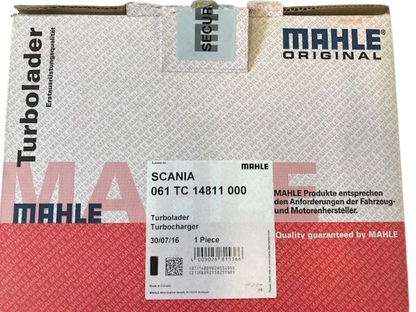 Turbolader
Erstausrüstungsqualität
SECUR
MAHLE®
ORIGINAL
SCANIA
MAHLE
061 TC 14811 000
Turbolader
Turbocharger
30/07/16 1 Piece
MAHLE Produkte entsprechen
den Anforderungen der Fahrzeug-
und Motorenhersteller.
Quality guaranteed by MAHLE
MAHLE